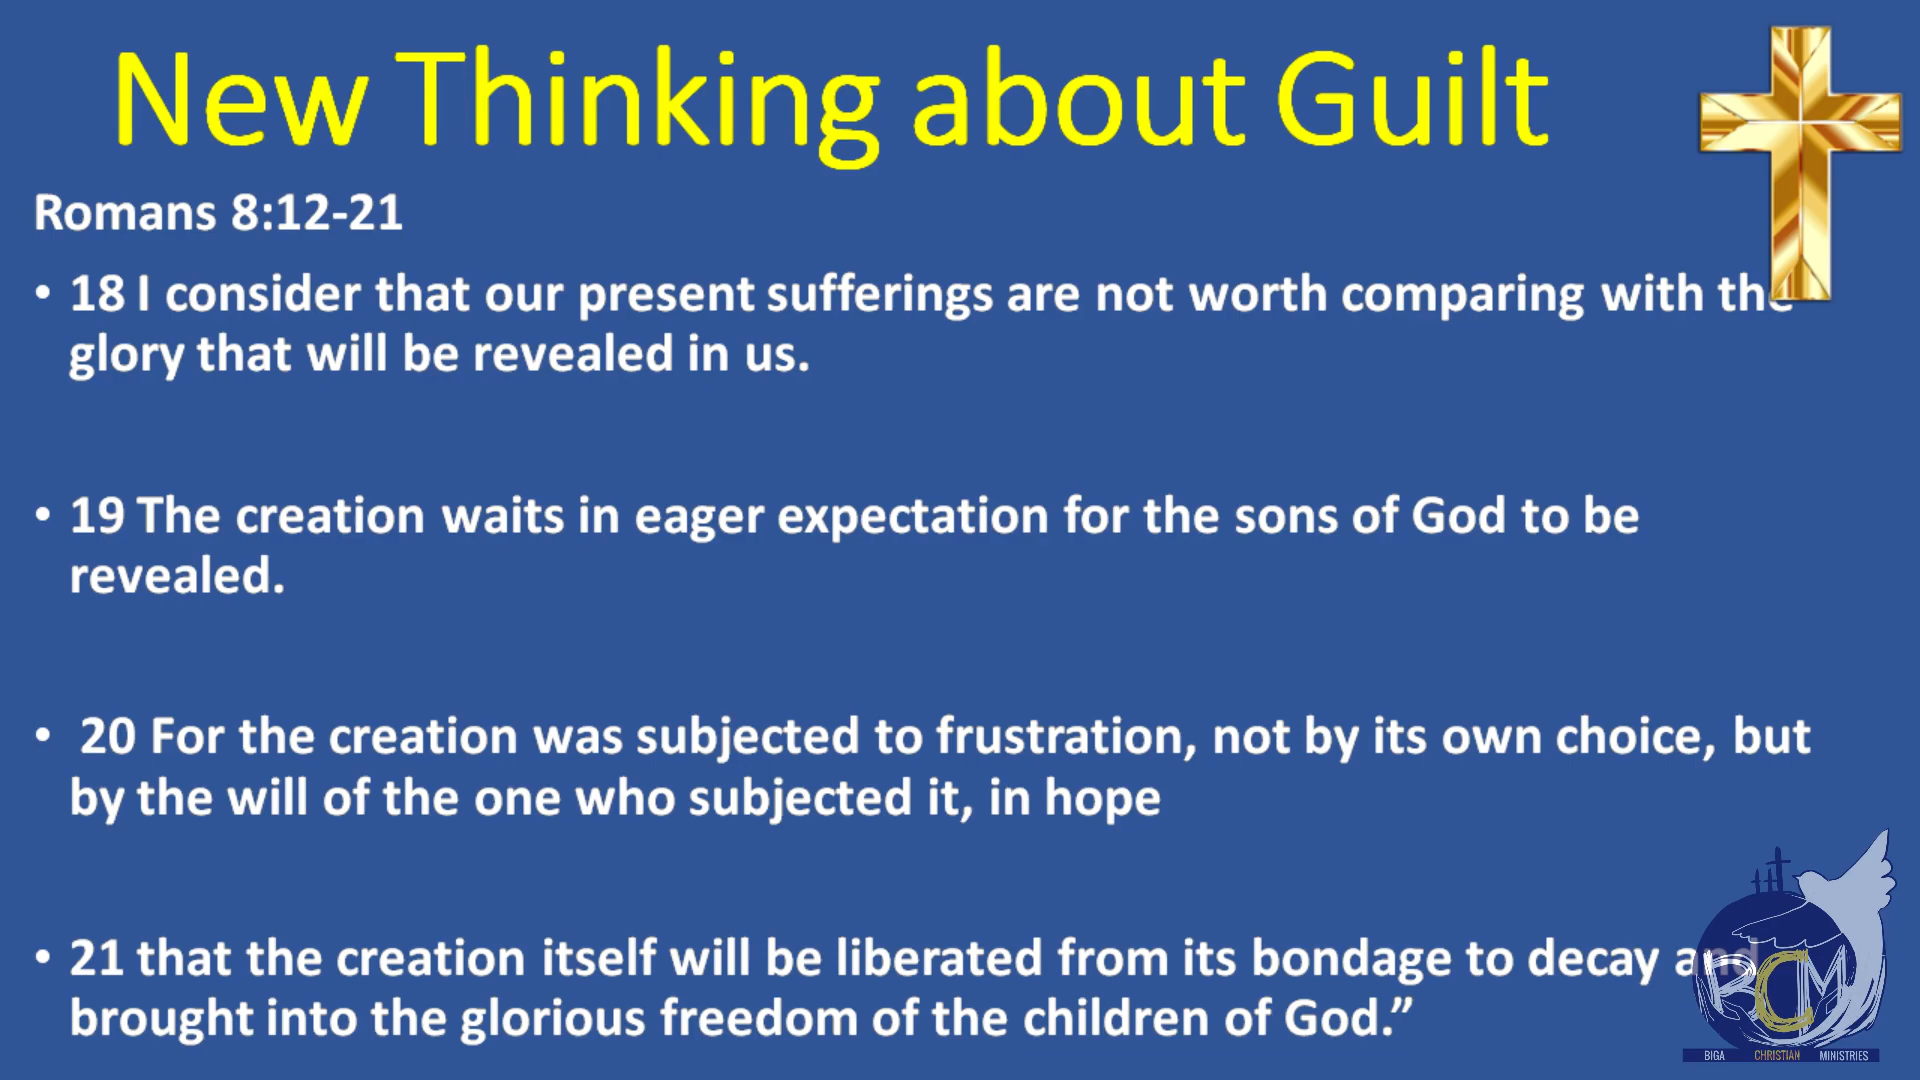 New Thinking about Guilt
Romans 8:12-21
• 18 I consider that our present sufferings are not worth comparing with the
glory that will be revealed in us.
• 19 The creation waits in eager expectation for the sons of God to be
revealed.
• 20 For the creation was subjected to frustration, not by its own choice, but
by the will of the one who subjected it, in hope
• 21 that the creation itself will be liberated from its bondage to decay and
brought into the glorious freedom of the children of God.”
BCM
BIGA CHRISTIAN MINISTRIES